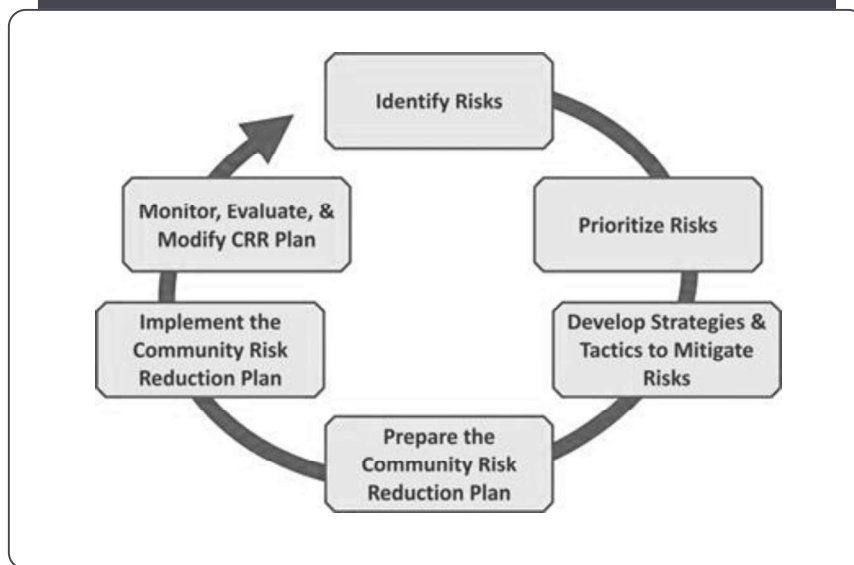 Identify Risks
Prioritize Risks
Develop Strategies &
Tactics to Mitigate
Risks
Prepare the
Community Risk
Reduction Plan
Implement the
Community Risk
Reduction Plan
Monitor, Evaluate, &
Modify CRR Plan